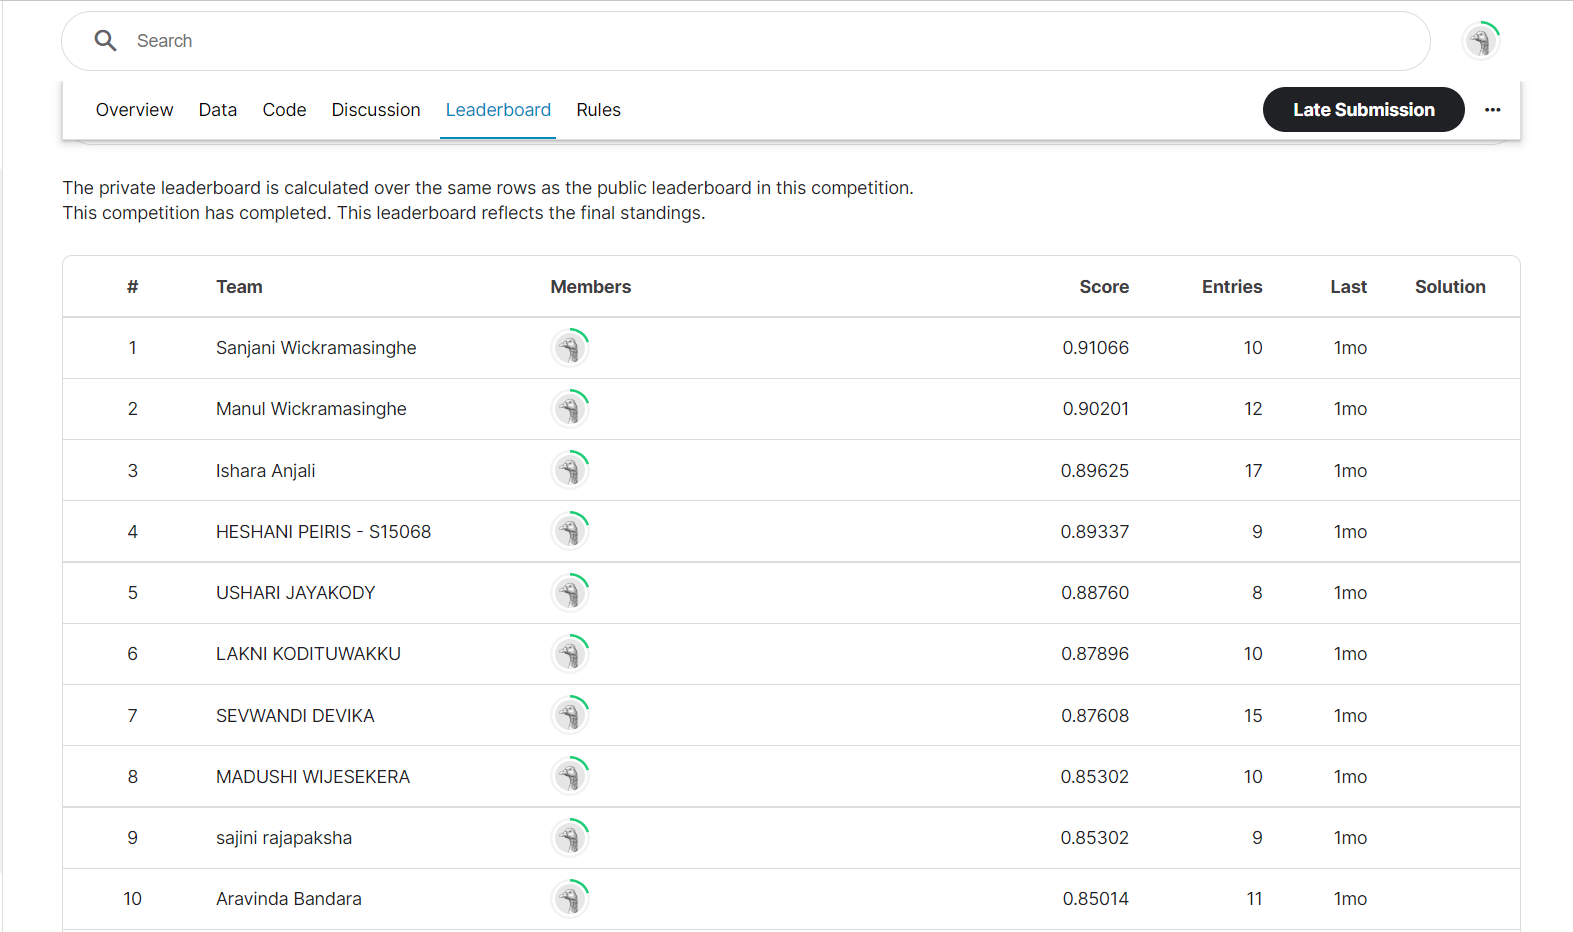 Search
Overview Data Code Discussion Leaderboard Rules Late Submission ...
The private leaderboard is calculated over the same rows as the public leaderboard in this competition.
This competition has completed. This leaderboard reflects the final standings.
# Team Members Score Entries Last Solution
1 Sanjani Wickramasinghe 0.91066 10 1mo
2 Manul Wickramasinghe 0.90201 12 1mo
3 Ishara Anjali 0.89625 17 1mo
4 HESHANI PEIRIS - S15068 0.89337 9 1mo
5 USHARI JAYAKODY 0.88760 8 1mo
6 LAKNI KODITUWAKKU 0.87896 10 1mo
7 SEVWANDI DEVIKA 0.87608 15 1mo
8 MADUSHI WIJESEKERA 0.85302 10 1mo
9 sajini rajapaksha 0.85302 9 1mo
10 Aravinda Bandara 0.85014 11 1mo